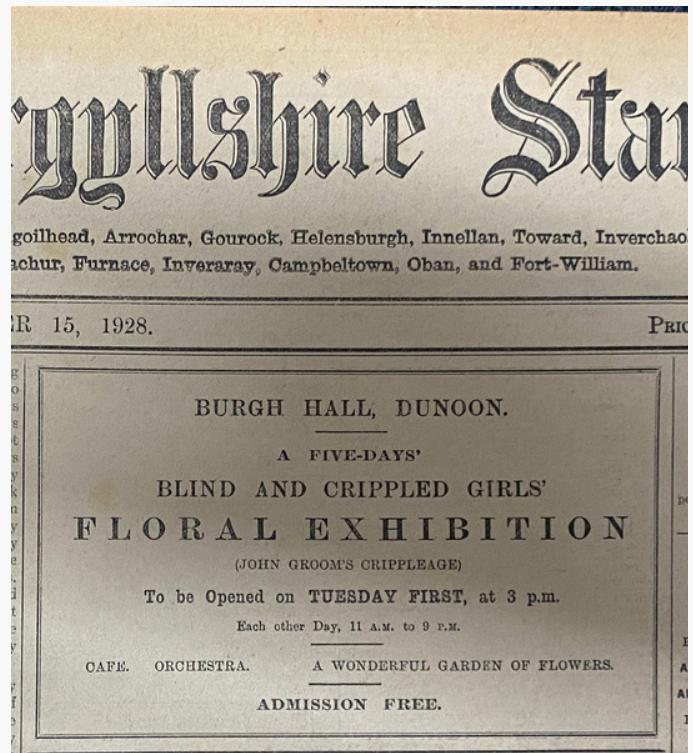 rgyllshire Sta
goilhead, Arrochar, Gourock, Helensburgh, Innellan, Toward, Inverchao
achur, Furnace, Inveraray, Campbeltown, Oban, and Fort-William.
ER 15, 1928.
PRIC
BURGH HALL, DUNOON.
A FIVE-DAYS'
BLIND AND CRIPPLED GIRLS'
FLORAL EXHIBITION
(JOHN GROOM'S CRIPPLEAGE)
To be Opened on TUESDAY FIRST, at 3 p.m.
Each other Day, 11 A.M. to 9 P.M.
CAFE. ORCHESTRA. A WONDERFUL GARDEN OF FLOWERS.
ADMISSION FREE.